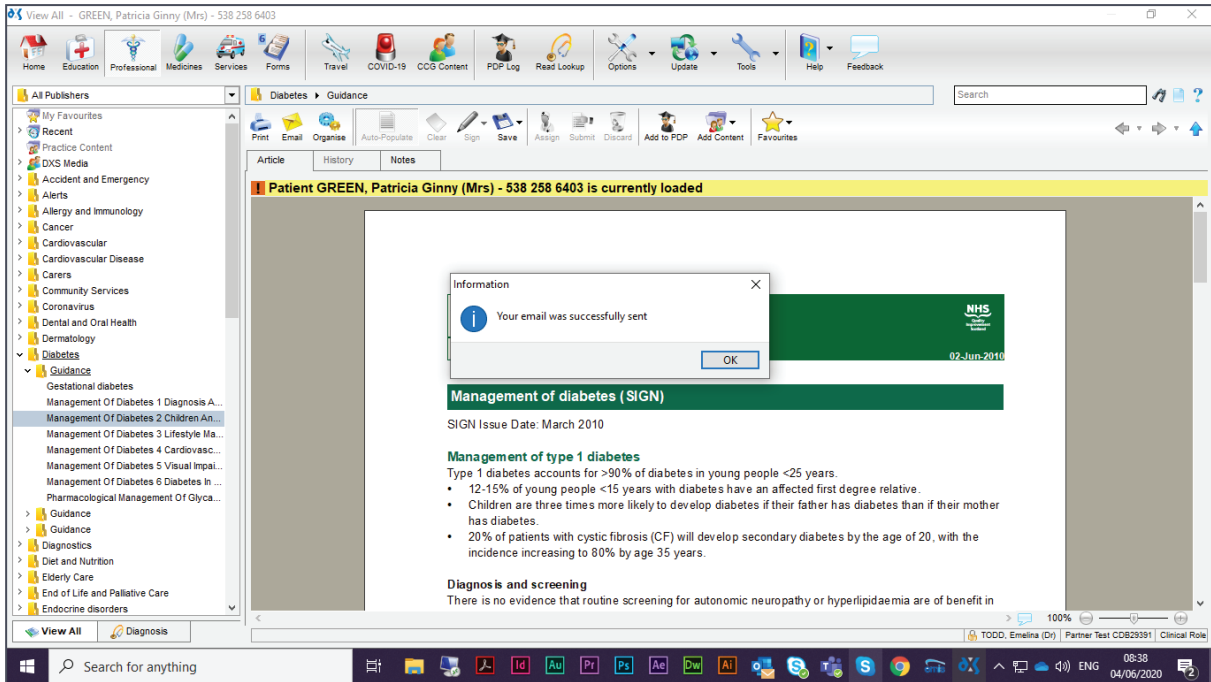 View All - GREEN, Patricia Ginny (Mrs) - 538 258 6403
Home Education Professional Medicines Services 6 Forms Travel COVID-19 CCG Content PDP Log Read Lookup Options Update Tools Help Feedback
All Publishers
Diabetes Guidance
Search
My Favourites
Recent
Practice Content
DXS Media
Accident and Emergency
Alerts
Allergy and Immunology
Cancer
Cardiovascular
Cardiovascular Disease
Carers
Community Services
Coronavirus
Dental and Oral Health
Dermatology
Diabetes
Guidance
Gestational diabetes
Management Of Diabetes 1 Diagnosis A...
Management Of Diabetes 2 Children An...
Management Of Diabetes 3 Lifestyle Ma...
Management Of Diabetes 4 Cardiovasc...
Management Of Diabetes 5 Visual Impai...
Management Of Diabetes 6 Diabetes In ...
Pharmacological Management Of Glyca...
Guidance
Guidance
Diagnostics
Diet and Nutrition
Elderly Care
End of Life and Palliative Care
Endocrine disorders
View All Diagnosis
Print Email Organise Auto-Populate Clear Sign Save Assign Submit Discard Add to PDP Add Content Favourites
Article History Notes
! Patient GREEN, Patricia Ginny (Mrs) - 538 258 6403 is currently loaded
Information
Your email was successfully sent
OK
NHS
Quality
Improvement
Scotland
02-Jun-2010
Management of diabetes (SIGN)
SIGN Issue Date: March 2010
Management of type 1 diabetes
Type 1 diabetes accounts for >90% of diabetes in young people <25 years.
• 12-15% of young people <15 years with diabetes have an affected first degree relative.
• Children are three times more likely to develop diabetes if their father has diabetes than if their mother
has diabetes.
• 20% of patients with cystic fibrosis (CF) will develop secondary diabetes by the age of 20, with the
incidence increasing to 80% by age 35 years.
Diagnosis and screening
There is no evidence that routine screening for autonomic neuropathy or hyperlipidaemia are of benefit in
100%
TODD, Emelina (Dr) Partner Test CDB29391 Clinical Role
Search for anything
Id Au Pr Ps Ae Dw Ai S ENG
08:38
04/06/2020
2